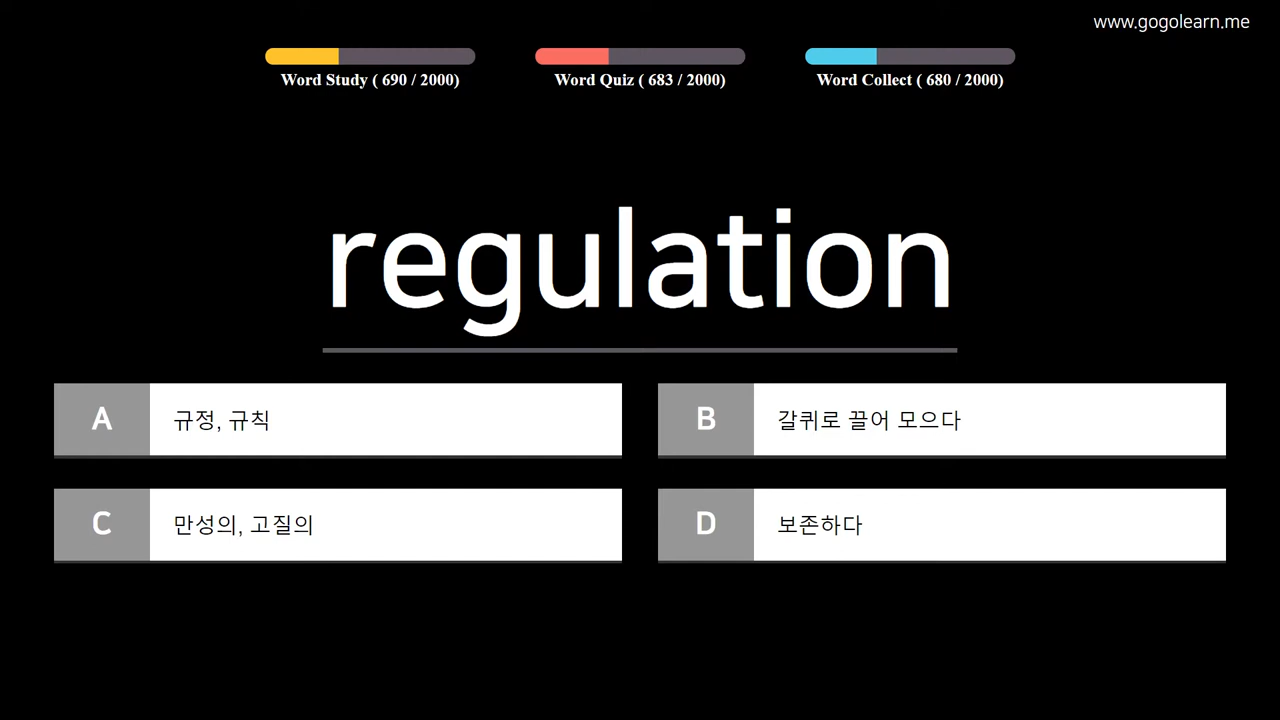 www.gogolearn.me
Word Study ( 690 / 2000)
Word Quiz ( 683 / 2000)
Word Collect ( 680 / 2000)
regulation
A 규정, 규칙
B 갈퀴로 끌어 모으다
C 만성의, 고질의
D 보존하다